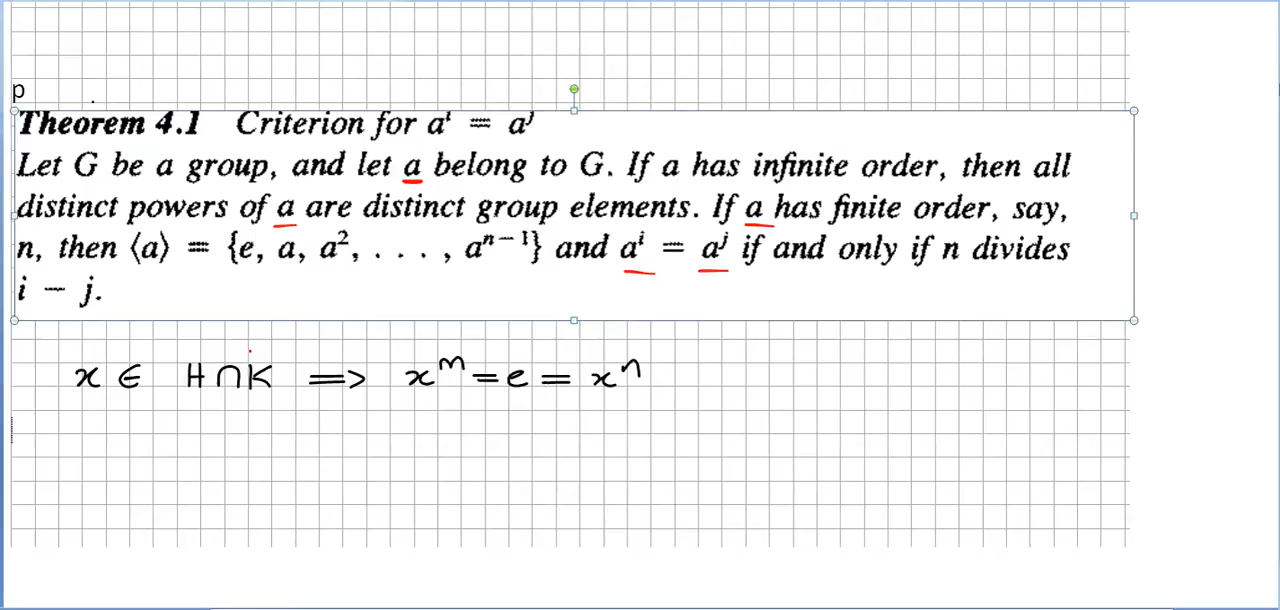 p
Theorem 4.1 Criterion for aⁱ = aʲ
Let G be a group, and let a belong to G. If a has infinite order, then all
distinct powers of a are distinct group elements. If a has finite order, say,
n, then ⟨a⟩ = {e, a, a², . . . , aⁿ⁻¹} and aⁱ = aʲ if and only if n divides
i − j.
x ∈ H∩K ⟹ xᵐ = e = xⁿ